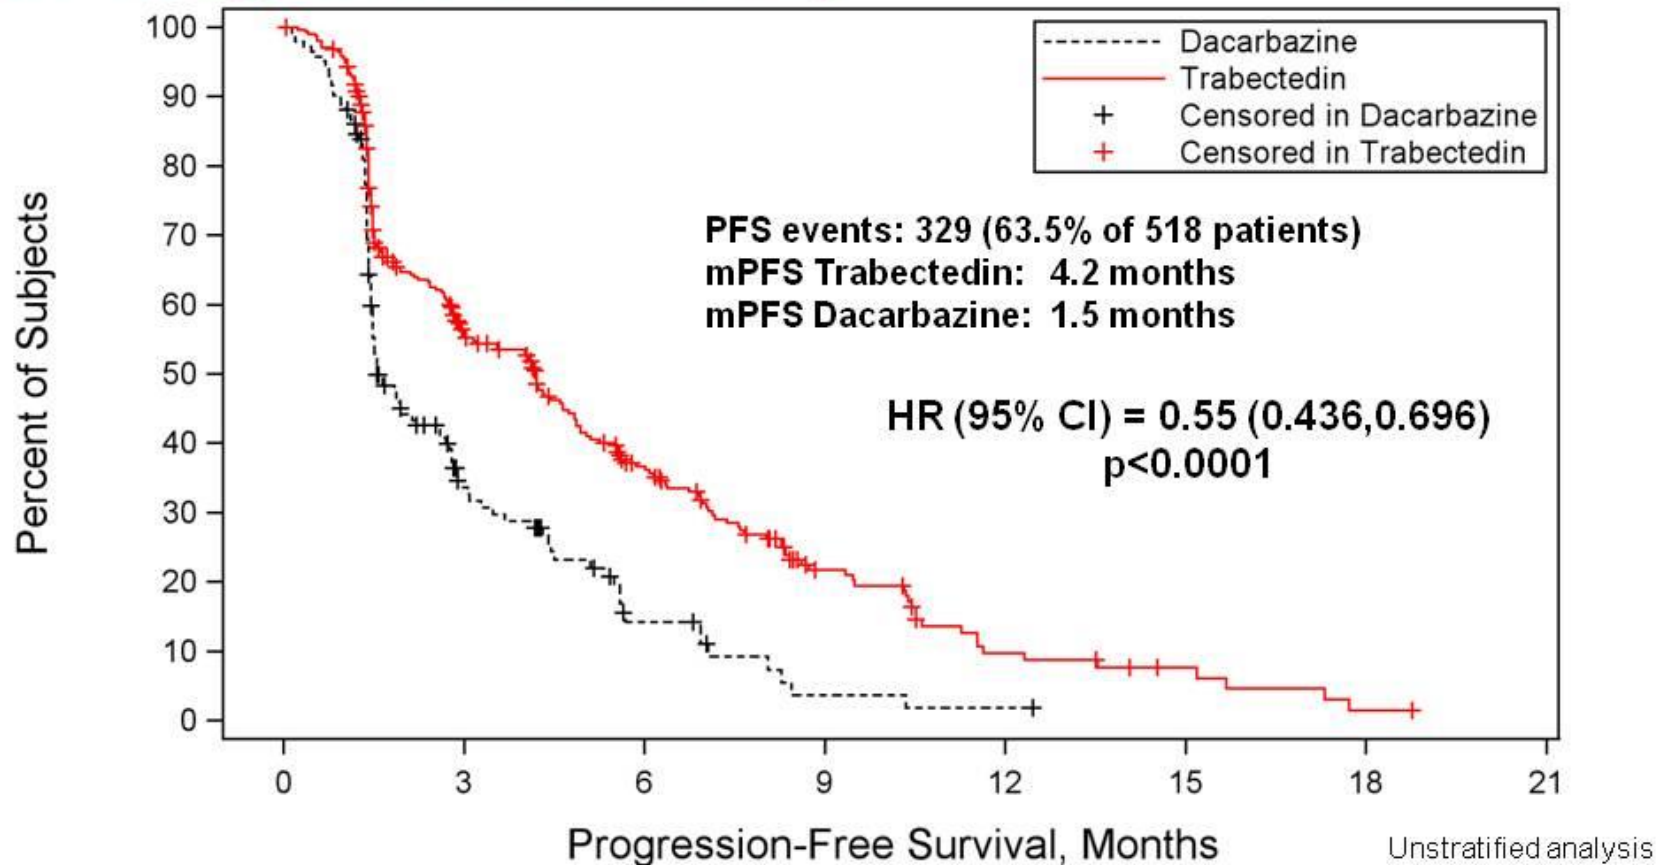 Dacarbazine
Trabectedin
Censored in Dacarbazine
Censored in Trabectedin
PFS events: 329 (63.5% of 518 patients)
mPFS Trabectedin: 4.2 months
mPFS Dacarbazine: 1.5 months
HR (95% CI) = 0.55 (0.436,0.696)
p<0.0001
Percent of Subjects
100
90
80
70
60
50
40
30
20
10
0
0 3 6 9 12 15 18 21
Progression-Free Survival, Months
Unstratified analysis